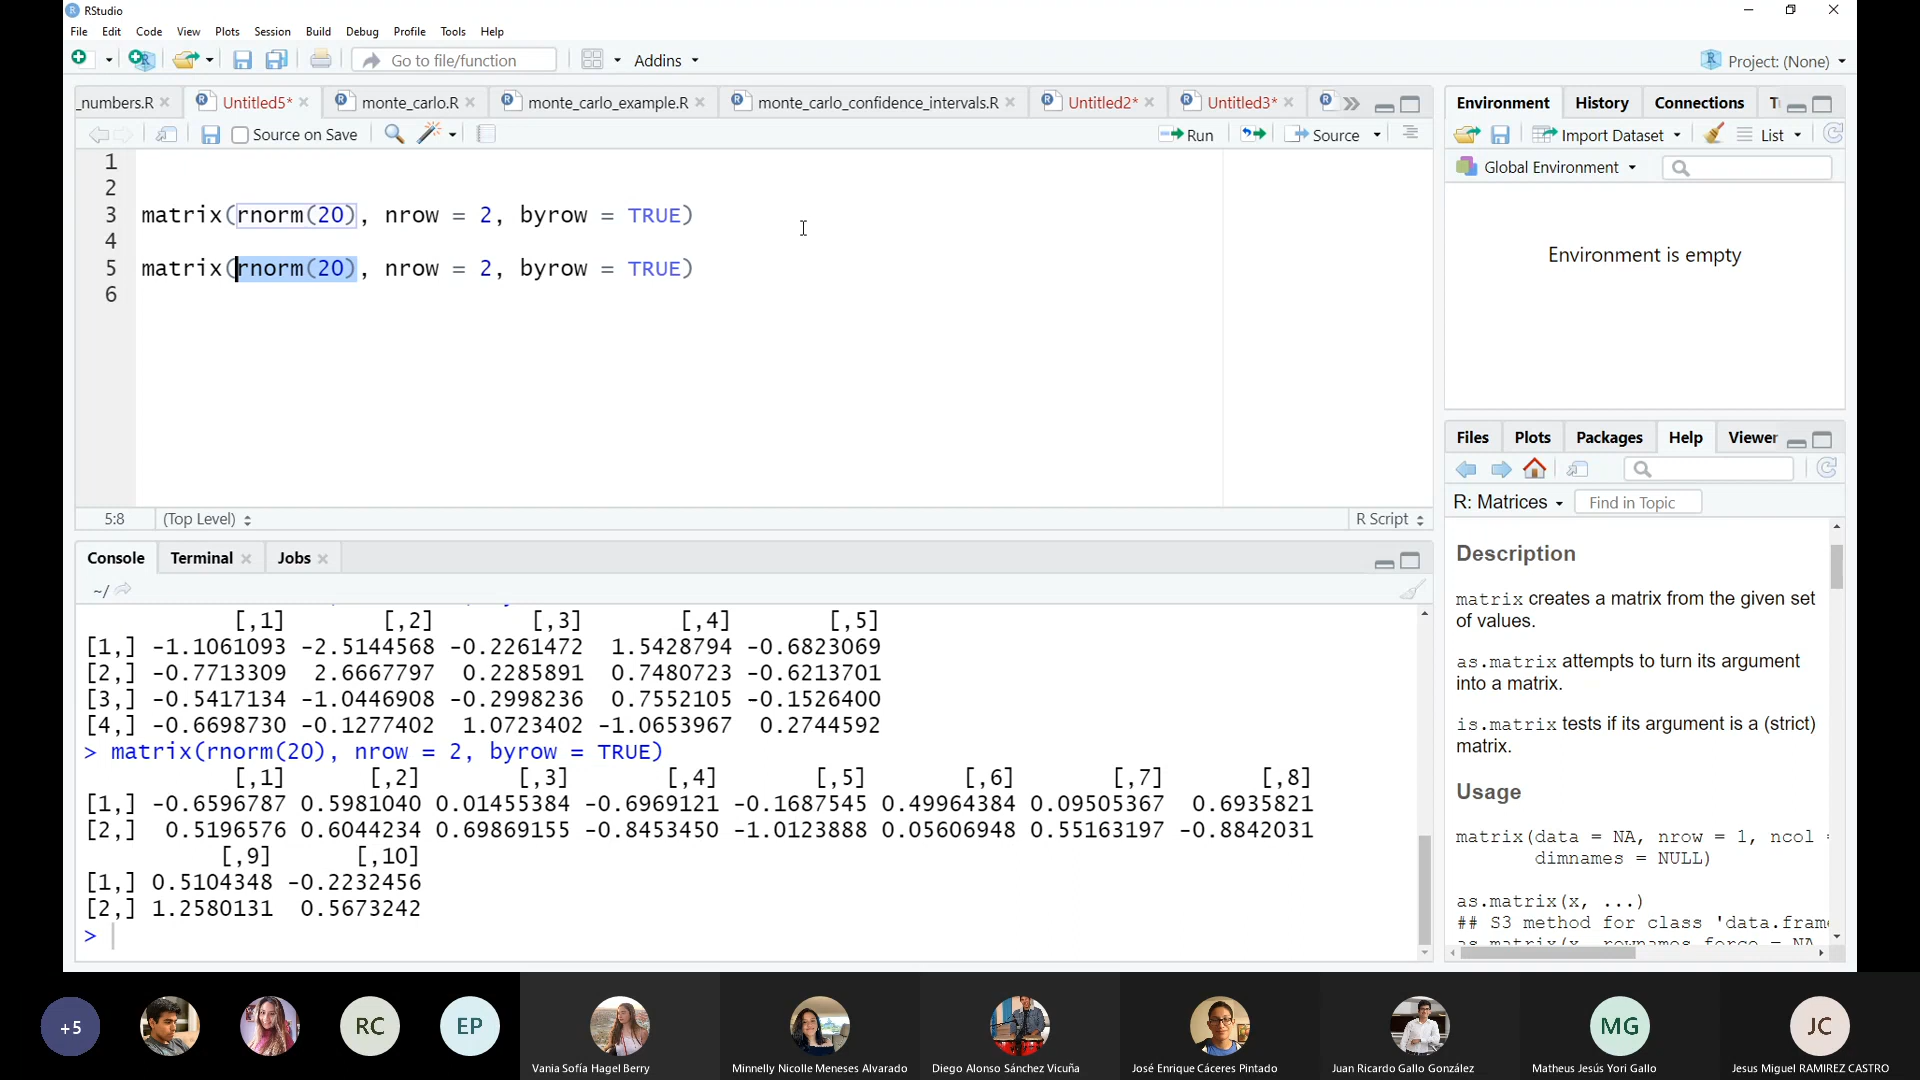 RStudio
File Edit Code View Plots Session Build Debug Profile Tools Help
Go to file/function Addins Project: (None)
_numbers.R Untitled5* monte_carlo.R monte_carlo_example.R monte_carlo_confidence_intervals.R Untitled2* Untitled3*
Source on Save Run Source
1
2
3 matrix(rnorm(20), nrow = 2, byrow = TRUE)
4
5 matrix(rnorm(20), nrow = 2, byrow = TRUE)
6
5:8 (Top Level) R Script
Console Terminal Jobs
~/
[,1] [,2] [,3] [,4] [,5]
[1,] -1.1061093 -2.5144568 -0.2261472 1.5428794 -0.6823069
[2,] -0.7713309 2.6667797 0.2285891 0.7480723 -0.6213701
[3,] -0.5417134 -1.0446908 -0.2998236 0.7552105 -0.1526400
[4,] -0.6698730 -0.1277402 1.0723402 -1.0653967 0.2744592
> matrix(rnorm(20), nrow = 2, byrow = TRUE)
[,1] [,2] [,3] [,4] [,5] [,6] [,7] [,8]
[1,] -0.6596787 0.5981040 0.01455384 -0.6969121 -0.1687545 0.49964384 0.09505367 0.6935821
[2,] 0.5196576 0.6044234 0.69869155 -0.8453450 -1.0123888 0.05606948 0.55163197 -0.8842031
[,9] [,10]
[1,] 0.5104348 -0.2232456
[2,] 1.2580131 0.5673242
>
Environment History Connections
Import Dataset List
Global Environment
Environment is empty
Files Plots Packages Help Viewer
R: Matrices Find in Topic
Description
matrix creates a matrix from the given set
of values.
as.matrix attempts to turn its argument
into a matrix.
is.matrix tests if its argument is a (strict)
matrix.
Usage
matrix(data = NA, nrow = 1, ncol =
dimnames = NULL)
as.matrix(x, ...)
## S3 method for class 'data.frame
as.matrix(x, rownames.force = NA
+5 RC EP MG JC
Vania Sofía Hagel Berry
Minnelly Nicolle Meneses Alvarado
Diego Alonso Sánchez Vicuña
José Enrique Cáceres Pintado
Juan Ricardo Gallo González
Matheus Jesús Yori Gallo
Jesus Miguel RAMIREZ CASTRO